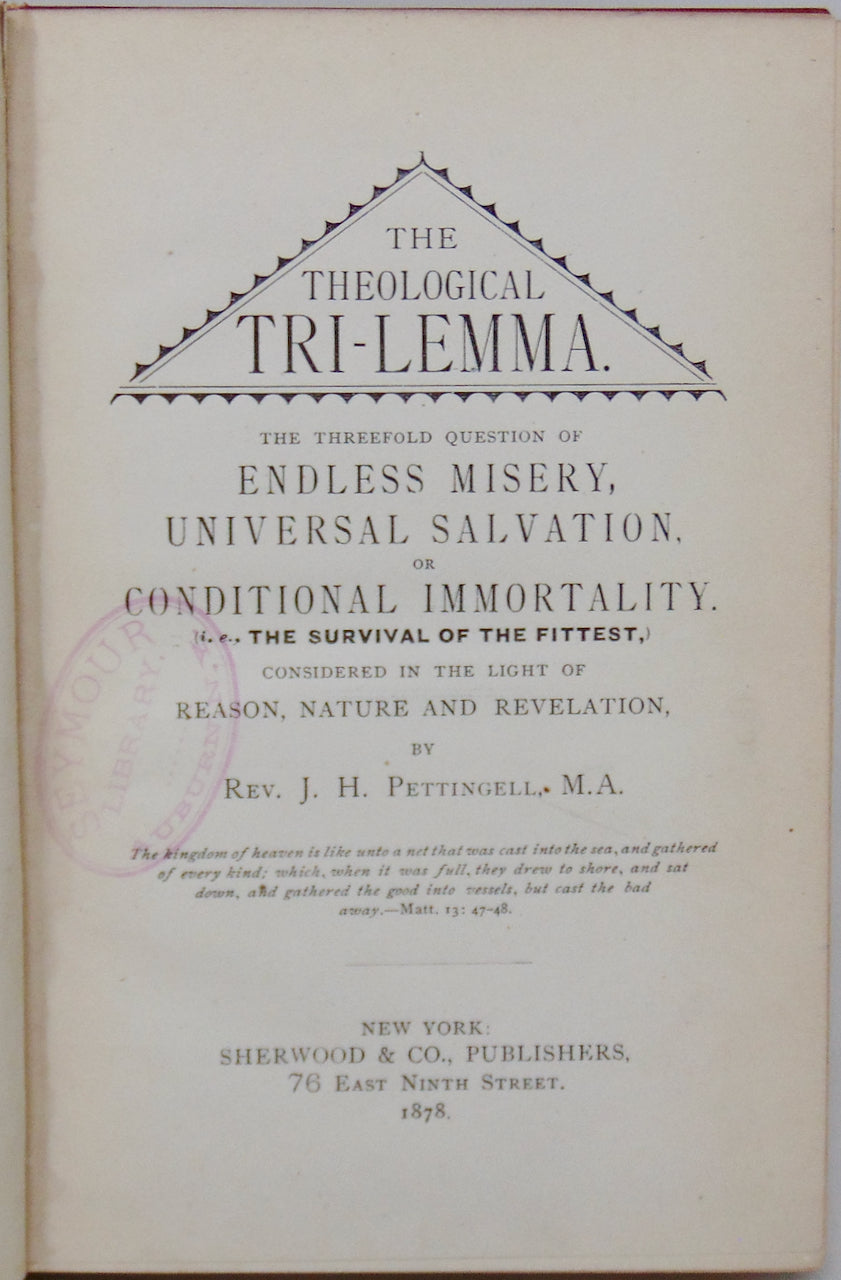 THE
THEOLOGICAL
TRI-LEMMA.
THE THREEFOLD QUESTION OF
ENDLESS MISERY,
UNIVERSAL SALVATION,
OR
CONDITIONAL IMMORTALITY.
(i. e., THE SURVIVAL OF THE FITTEST,)
CONSIDERED IN THE LIGHT OF
REASON, NATURE AND REVELATION,
BY
REV. J. H. PETTINGELL, M.A.
The kingdom of heaven is like unto a net that was cast into the sea, and gathered
of every kind; which, when it was full, they drew to shore, and sat
down, and gathered the good into vessels, but cast the bad
away.—Matt. 13: 47-48.
NEW YORK:
SHERWOOD & CO., PUBLISHERS,
76 EAST NINTH STREET.
1878.
SEYMOUR
LIBRARY.
AUBURN, N.Y.